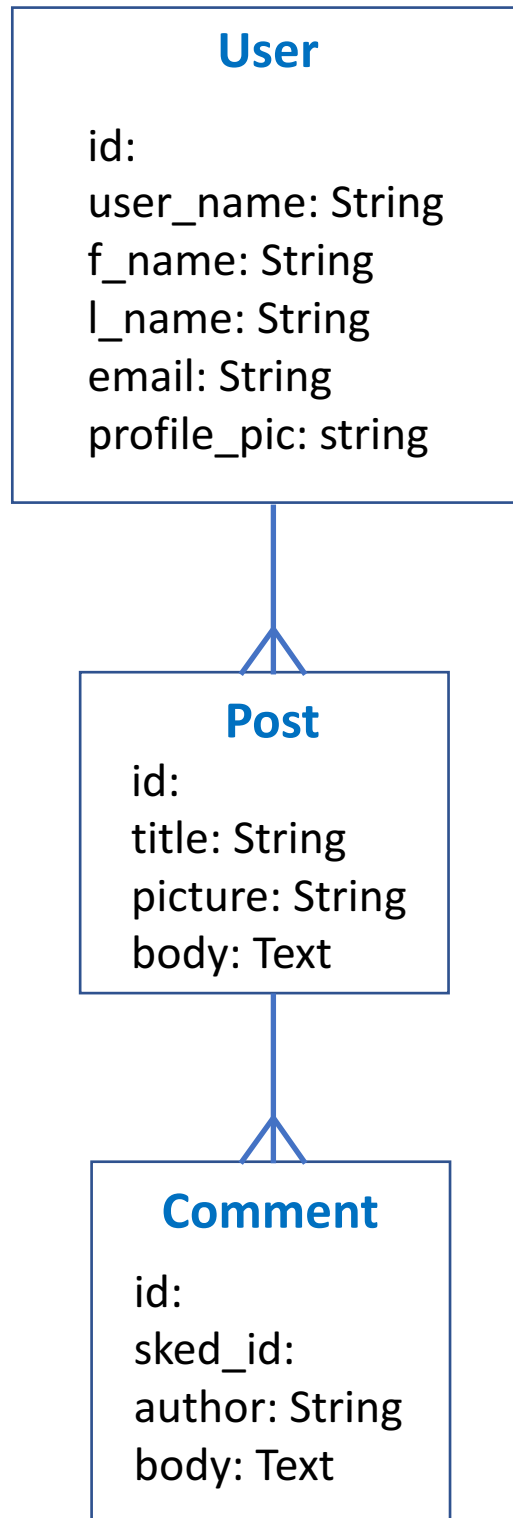 User
id:
user_name: String
f_name: String
l_name: String
email: String
profile_pic: string
Post
id:
title: String
picture: String
body: Text
Comment
id:
sked_id:
author: String
body: Text